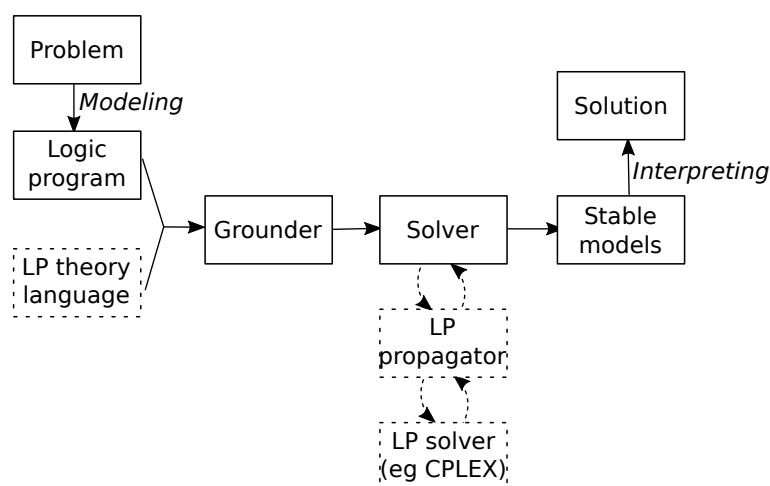 Problem
Modeling
Logic
program
LP theory
language
Grounder
Solver
LP
propagator
LP solver
(eg CPLEX)
Stable
models
Interpreting
Solution